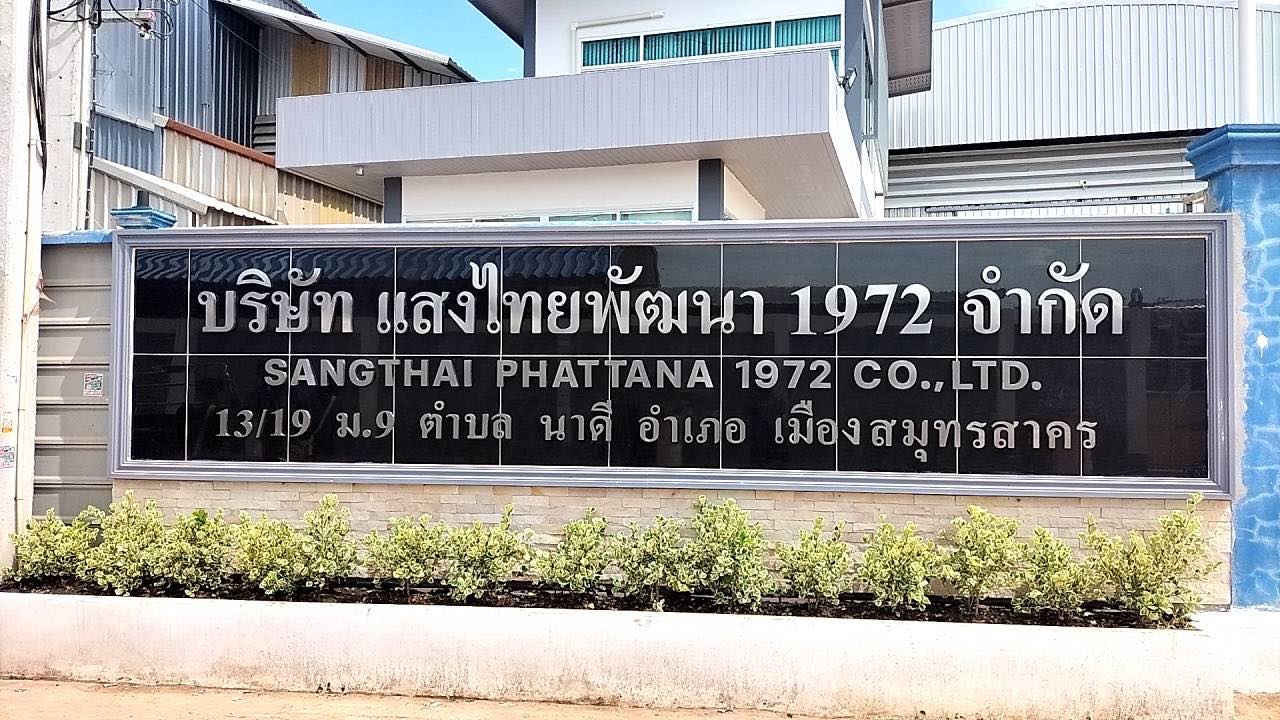 บริษัท แสงไทยพัฒนา 1972 จำกัด
SANGTHAI PHATTANA 1972 CO.,LTD.
13/19 ม.9 ตำบล นาดี อำเภอ เมืองสมุทรสาคร